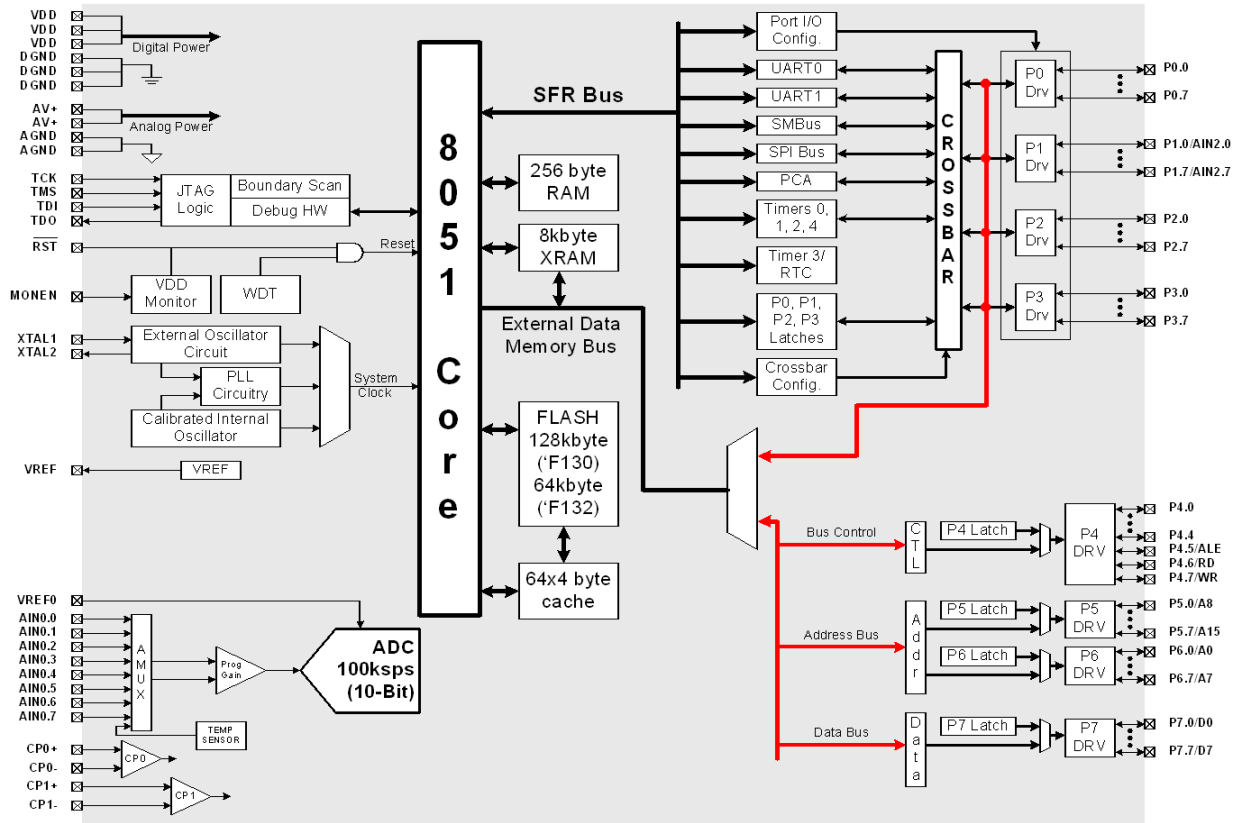 VDD
VDD
VDD
DGND
DGND
DGND
Digital Power
AV+
AV+
AGND
AGND
Analog Power
TCK
TMS
TDI
TDO
JTAG
Logic
Boundary Scan
Debug HW
RST
Reset
MONEN
VDD
Monitor
WDT
XTAL1
XTAL2
External Oscillator
Circuit
PLL
Circuitry
Calibrated Internal
Oscillator
System
Clock
VREF
VREF
VREF0
AIN0.0
AIN0.1
AIN0.2
AIN0.3
AIN0.4
AIN0.5
AIN0.6
AIN0.7
AMUX
Prog
Gain
ADC
100ksps
(10-Bit)
TEMP
SENSOR
CP0+
CP0-
CP0
CP1+
CP1-
CP1
8051 Core
SFR Bus
256 byte
RAM
8kbyte
XRAM
External Data
Memory Bus
FLASH
128kbyte
('F130)
64kbyte
('F132)
64x4 byte
cache
Port I/O
Config.
UART0
UART1
SMBus
SPI Bus
PCA
Timers 0,
1, 2, 4
Timer 3/
RTC
P0, P1,
P2, P3
Latches
Crossbar
Config.
CROSSBAR
P0
Drv
P1
Drv
P2
Drv
P3
Drv
P0.0
P0.7
P1.0/AIN2.0
P1.7/AIN2.7
P2.0
P2.7
P3.0
P3.7
Bus Control
CTL
P4 Latch
P4
DRV
P4.0
P4.4
P4.5/ALE
P4.6/RD
P4.7/WR
Address Bus
Addr
P5 Latch
P5
DRV
P5.0/A8
P5.7/A15
P6 Latch
P6
DRV
P6.0/A0
P6.7/A7
Data Bus
Data
P7 Latch
P7
DRV
P7.0/D0
P7.7/D7